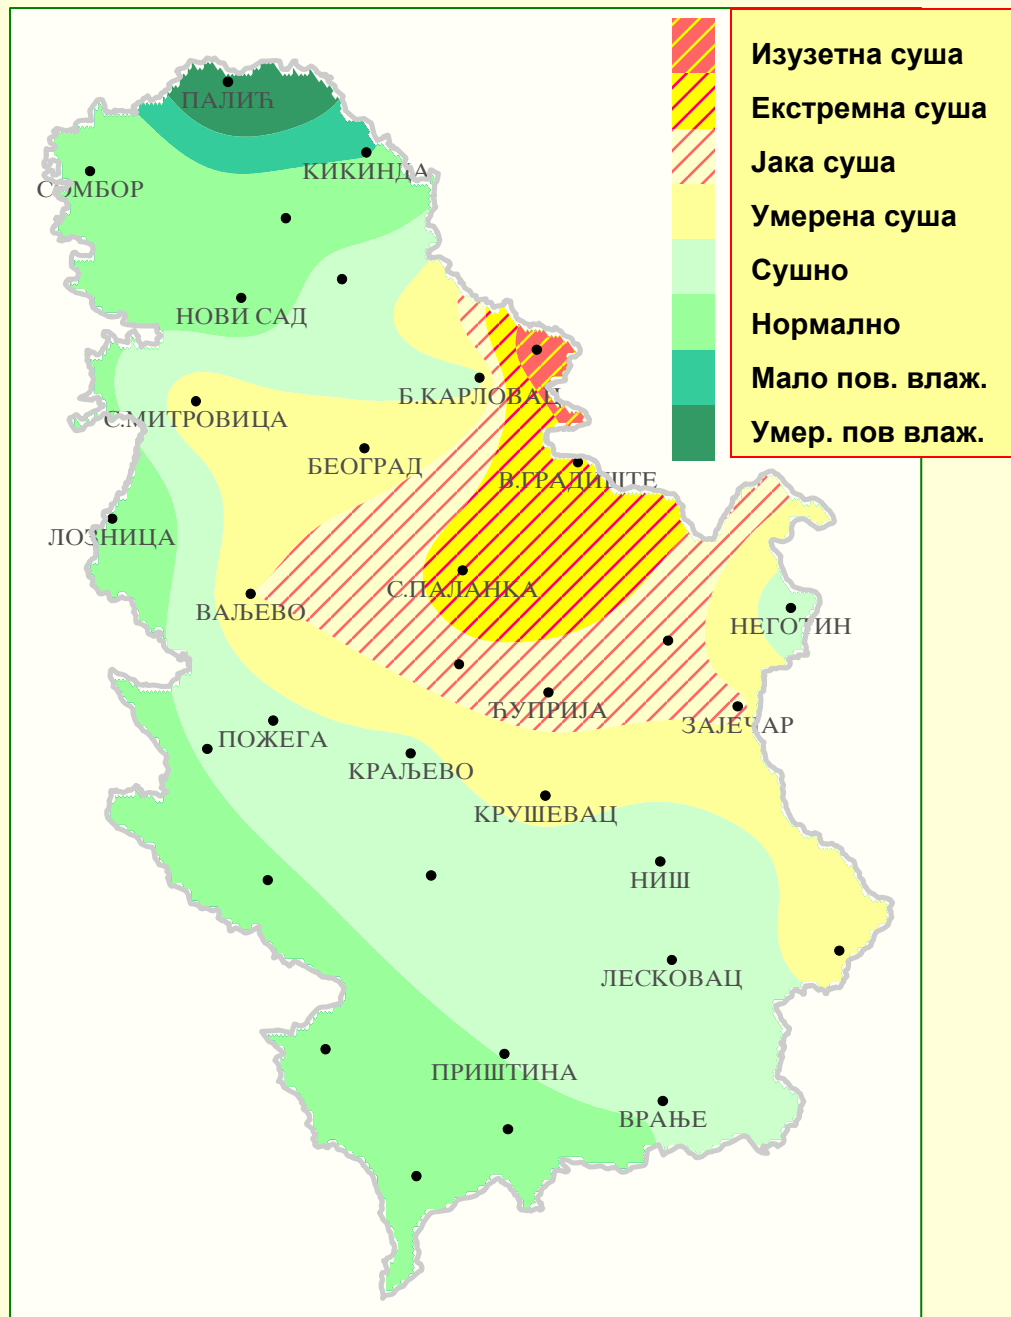 Изузетна суша
Екстремна суша
Јака суша
Умерена суша
Сушно
Нормално
Мало пов. влаж.
Умер. пов влаж.
ПАЛИЋ
КИКИНДА
СОМБОР
НОВИ САД
Б.КАРЛОВАЦ
С.МИТРОВИЦА
БЕОГРАД
В.ГРАДИШТЕ
ЛОЗНИЦА
С.ПАЛАНКА
ВАЉЕВО
НЕГОТИН
ЋУПРИЈА
ЗАЈЕЧАР
ПОЖЕГА
КРАЉЕВО
КРУШЕВАЦ
НИШ
ЛЕСКОВАЦ
ПРИШТИНА
ВРАЊЕ